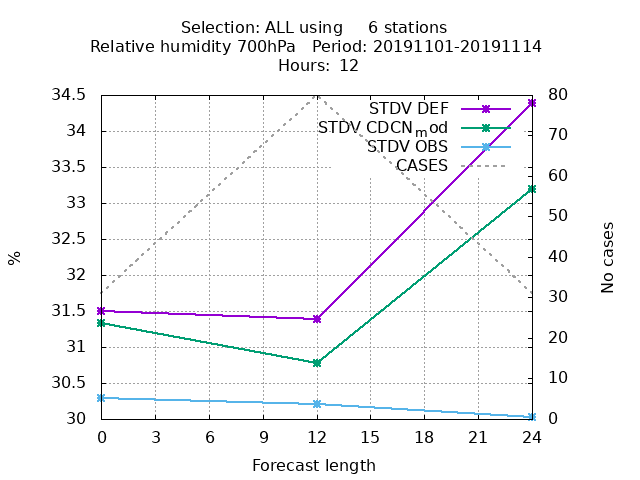 Selection: ALL using 6 stations
Relative humidity 700hPa Period: 20191101-20191114
Hours: 12
34.5
34
33.5
33
32.5
32
31.5
31
30.5
30
%
STDV DEF
STDV CDCN_mod
STDV OBS
CASES
80
70
60
50
40
30
20
10
0
No cases
0 3 6 9 12 15 18 21 24
Forecast length